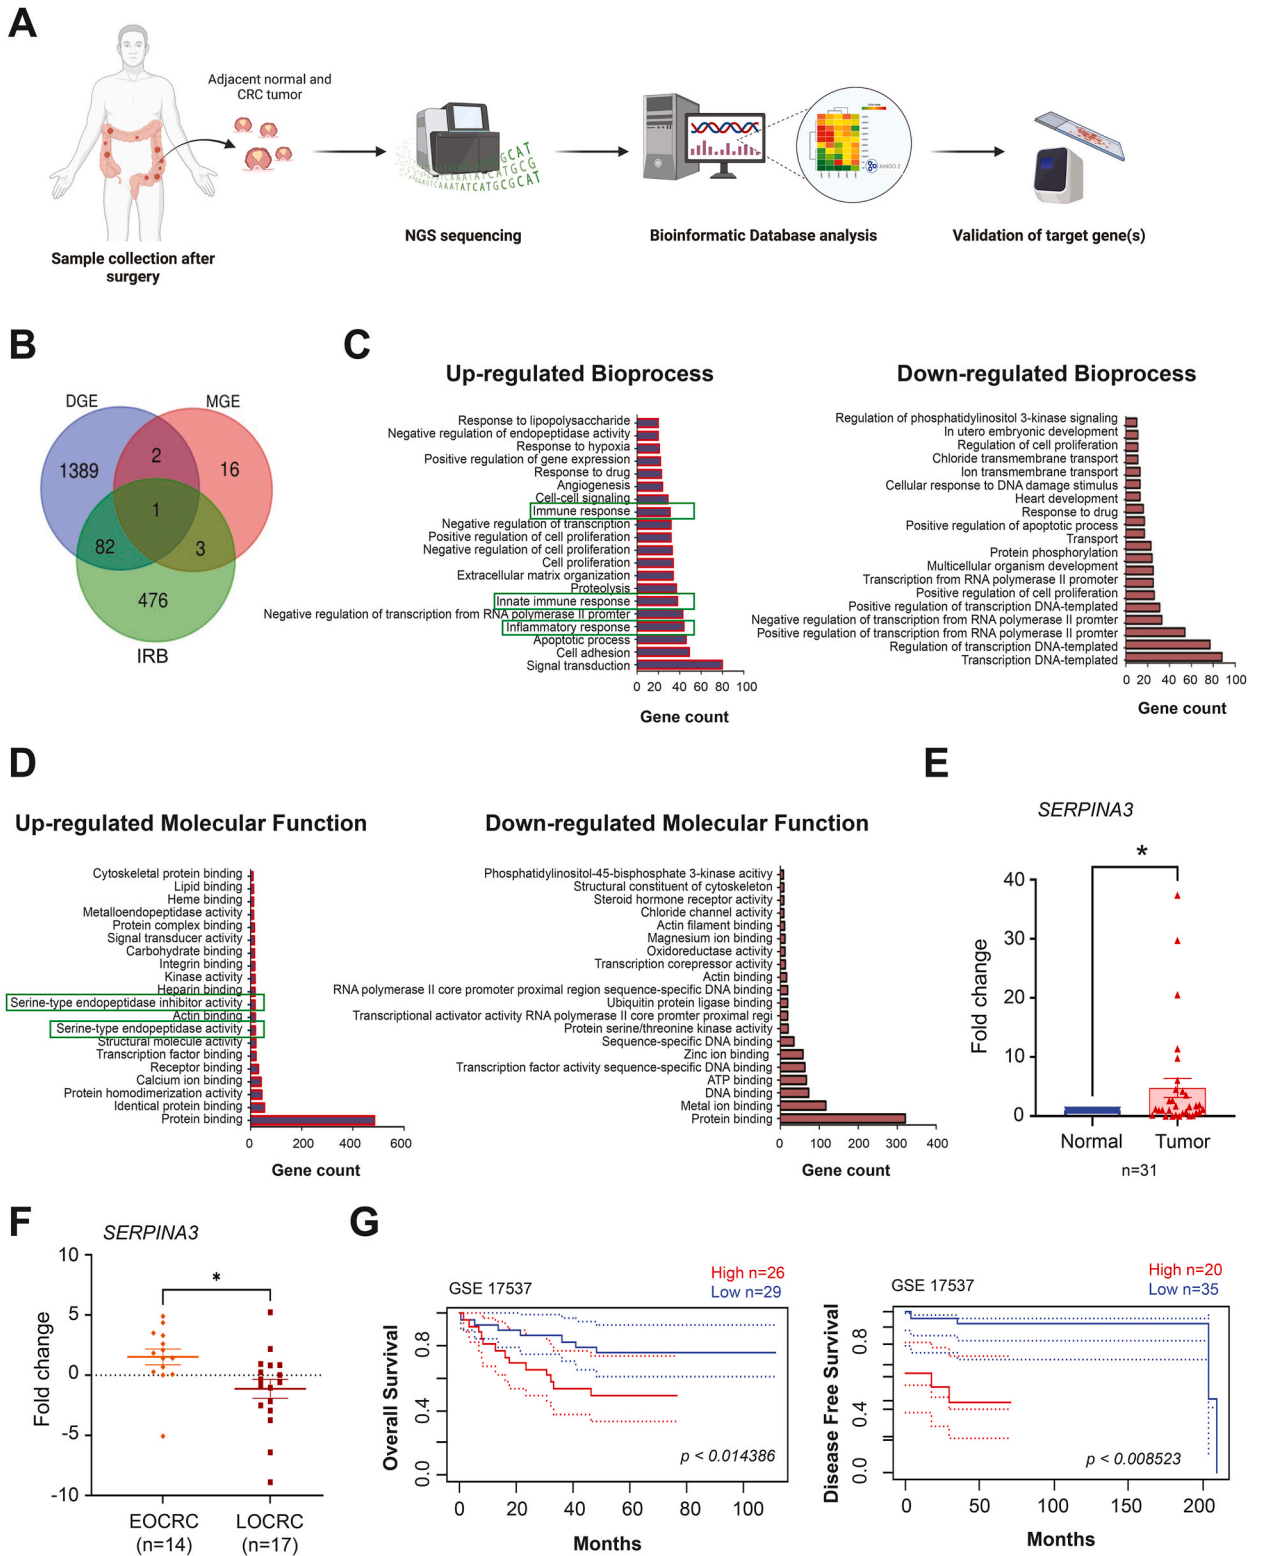 A
Adjacent normal and
CRC tumor
Sample collection after
surgery
NGS sequencing
Bioinformatic Database analysis
AmiGO 2
Validation of target gene(s)
B
DGE
MGE
1389
2
16
1
82
3
476
IRB
C
Up-regulated Bioprocess
Response to lipopolysaccharide
Negative regulation of endopeptidase activity
Response to hypoxia
Positive regulation of gene expression
Response to drug
Angiogenesis
Cell-cell signaling
Immune response
Negative regulation of transcription
Positive regulation of cell proliferation
Negative regulation of cell proliferation
Cell proliferation
Extracellular matrix organization
Proteolysis
Innate immune response
Negative regulation of transcription from RNA polymerase II promter
Inflammatory response
Apoptotic process
Cell adhesion
Signal transduction
0 20 40 60 80 100
Gene count
Down-regulated Bioprocess
Regulation of phosphatidylinositol 3-kinase signaling
In utero embryonic development
Regulation of cell proliferation
Chloride transmembrane transport
Ion transmembrane transport
Cellular response to DNA damage stimulus
Heart development
Response to drug
Positive regulation of apoptotic process
Transport
Protein phosphorylation
Multicellular organism development
Transcription from RNA polymerase II promoter
Positive regulation of cell proliferation
Positive regulation of transcription DNA-templated
Negative regulation of transcription from RNA polymerase II promter
Positive regulation of transcription from RNA polymerase II promter
Regulation of transcription DNA-templated
Transcription DNA-templated
0 20 40 60 80 100
Gene count
D
Up-regulated Molecular Function
Cytoskeletal protein binding
Lipid binding
Heme binding
Metalloendopeptidase activity
Protein complex binding
Signal transducer activity
Carbohydrate binding
Integrin binding
Kinase activity
Heparin binding
Serine-type endopeptidase inhibitor activity
Actin binding
Serine-type endopeptidase activity
Structural molecule activity
Transcription factor binding
Receptor binding
Calcium ion binding
Protein homodimerization activity
Identical protein binding
Protein binding
0 200 400 600
Gene count
Down-regulated Molecular Function
Phosphatidylinositol-45-bisphosphate 3-kinase acitivy
Structural constituent of cytoskeleton
Steroid hormone receptor activity
Chloride channel activity
Actin filament binding
Magnesium ion binding
Oxidoreductase activity
Transcription corepressor activity
Actin binding
RNA polymerase II core promoter proximal region sequence-specific DNA binding
Ubiquitin protein ligase binding
Transcriptional activator activity RNA polymerase II core promter proximal regi
Protein serine/threonine kinase activity
Sequence-specific DNA binding
Zinc ion binding
Transcription factor activity sequence-specific DNA binding
ATP binding
DNA binding
Metal ion binding
Protein binding
0 100 200 300 400
Gene count
E
SERPINA3
*
40
30
20
10
0
Fold change
Normal Tumor
n=31
F
SERPINA3
*
10
5
0
-5
-10
Fold change
EOCRC LOCRC
(n=14) (n=17)
G
GSE 17537
High n=26
Low n=29
Overall Survival
0.8
0.4
0.0
p < 0.014386
0 20 40 60 80 100
Months
GSE 17537
High n=20
Low n=35
Disease Free Survival
0.8
0.4
0.0
p < 0.008523
0 50 100 150 200
Months